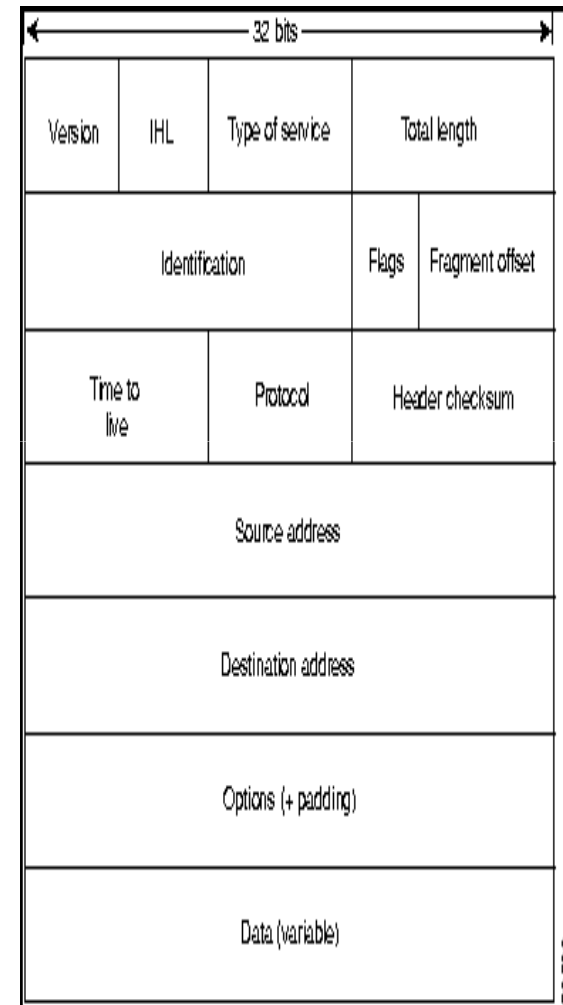 32 bits
Version IHL Type of service Total length
Identification Flags Fragment offset
Time to
live
Protocol Header checksum
Source address
Destination address
Options (+ padding)
Data (variable)